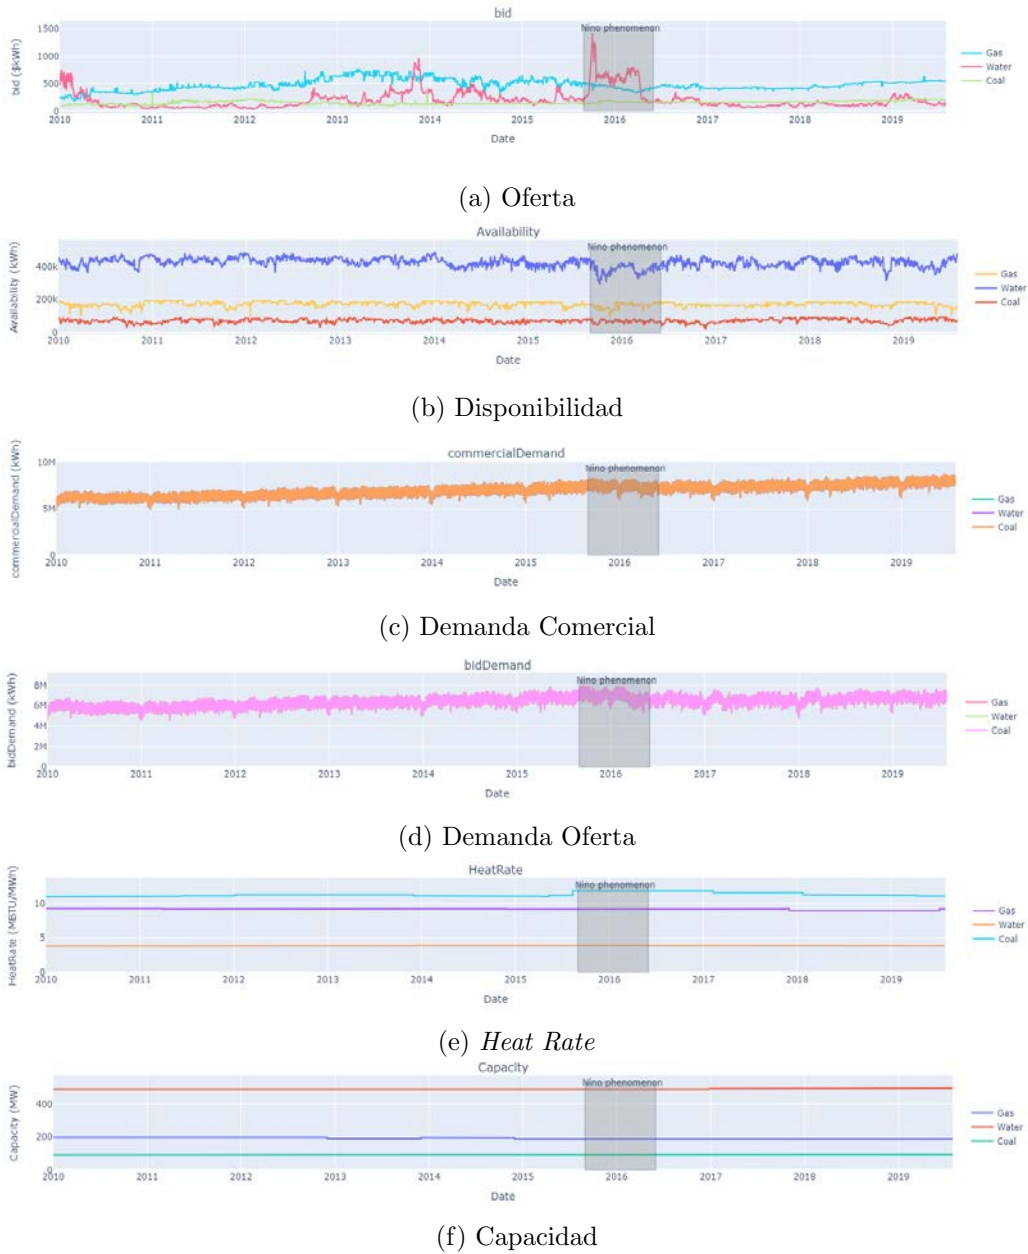 bid
Nino phenomenon
1500
1000
500
0
bid ($kWh)
2010 2011 2012 2013 2014 2015 2016 2017 2018 2019
Date
Gas
Water
Coal
(a) Oferta
Availability
Nino phenomenon
400k
200k
0
Availability (kWh)
2010 2011 2012 2013 2014 2015 2016 2017 2018 2019
Date
Gas
Water
Coal
(b) Disponibilidad
commercialDemand
Nino phenomenon
10M
5M
0
commercialDemand (kWh)
2010 2011 2012 2013 2014 2015 2016 2017 2018 2019
Date
Gas
Water
Coal
(c) Demanda Comercial
bidDemand
Nino phenomenon
8M
6M
4M
2M
0
bidDemand (kWh)
2010 2011 2012 2013 2014 2015 2016 2017 2018 2019
Date
Gas
Water
Coal
(d) Demanda Oferta
HeatRate
Nino phenomenon
10
5
0
HeatRate (MBTU/MWh)
2010 2011 2012 2013 2014 2015 2016 2017 2018 2019
Date
Gas
Water
Coal
(e) Heat Rate
Capacity
Nino phenomenon
400
200
0
Capacity (MW)
2010 2011 2012 2013 2014 2015 2016 2017 2018 2019
Date
Gas
Water
Coal
(f) Capacidad